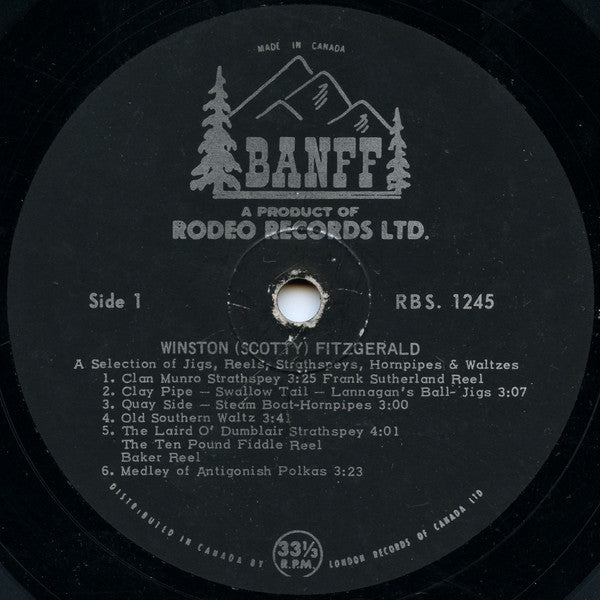 MADE IN CANADA
BANFF
A PRODUCT OF
RODEO RECORDS LTD.
Side 1
RBS. 1245
WINSTON (SCOTTY) FITZGERALD
A Selection of Jigs, Reels, Strathspeys, Hornpipes & Waltzes
1. Clan Munro Strathspey 3:25 Frank Sutherland Reel
2. Clay Pipe — Swallow Tail — Lannagan's Ball- Jigs 3:07
3. Quay Side — Steam Boat-Hornpipes 3:00
4. Old Southern Waltz 3:41
5. The Laird O' Dumblair Strathspey 4:01
The Ten Pound Fiddle Reel
Baker Reel
6. Medley of Antigonish Polkas 3:23
DISTRIBUTED IN CANADA BY LONDON RECORDS OF CANADA LTD
33⅓
R.P.M.